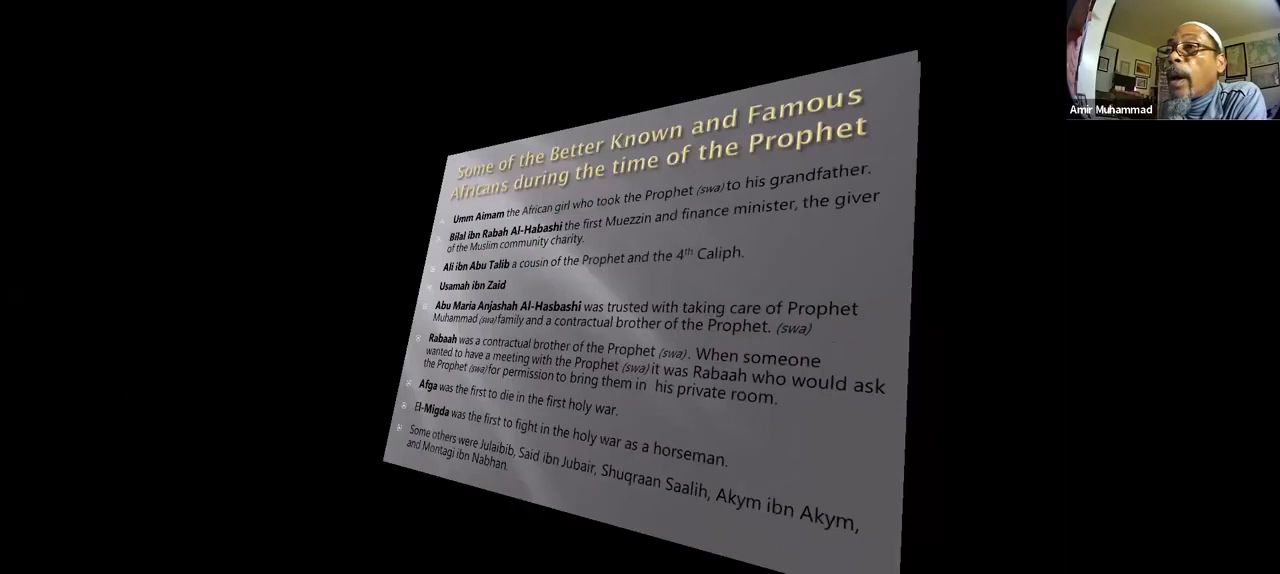 Some of the Better Known and Famous
Africans during the time of the Prophet
Umm Aimam the African girl who took the Prophet (swa) to his grandfather.
Bilal ibn Rabah Al-Habashi the first Muezzin and finance minister, the giver
of the Muslim community charity.
Ali ibn Abu Talib a cousin of the Prophet and the 4th Caliph.
Usamah ibn Zaid
Abu Maria Anjashah Al-Hasbashi was trusted with taking care of Prophet
Muhammad (swa) family and a contractual brother of the Prophet. (swa)
Rabaah was a contractual brother of the Prophet (swa). When someone
wanted to have a meeting with the Prophet (swa) it was Rabaah who would ask
the Prophet (swa) for permission to bring them in his private room.
Afga was the first to die in the first holy war.
El-Migda was the first to fight in the holy war as a horseman.
Some others were Julaibib, Said ibn Jubair, Shuqraan Saalih, Akym ibn Akym,
and Montagi ibn Nabhan.
Amir Muhammad